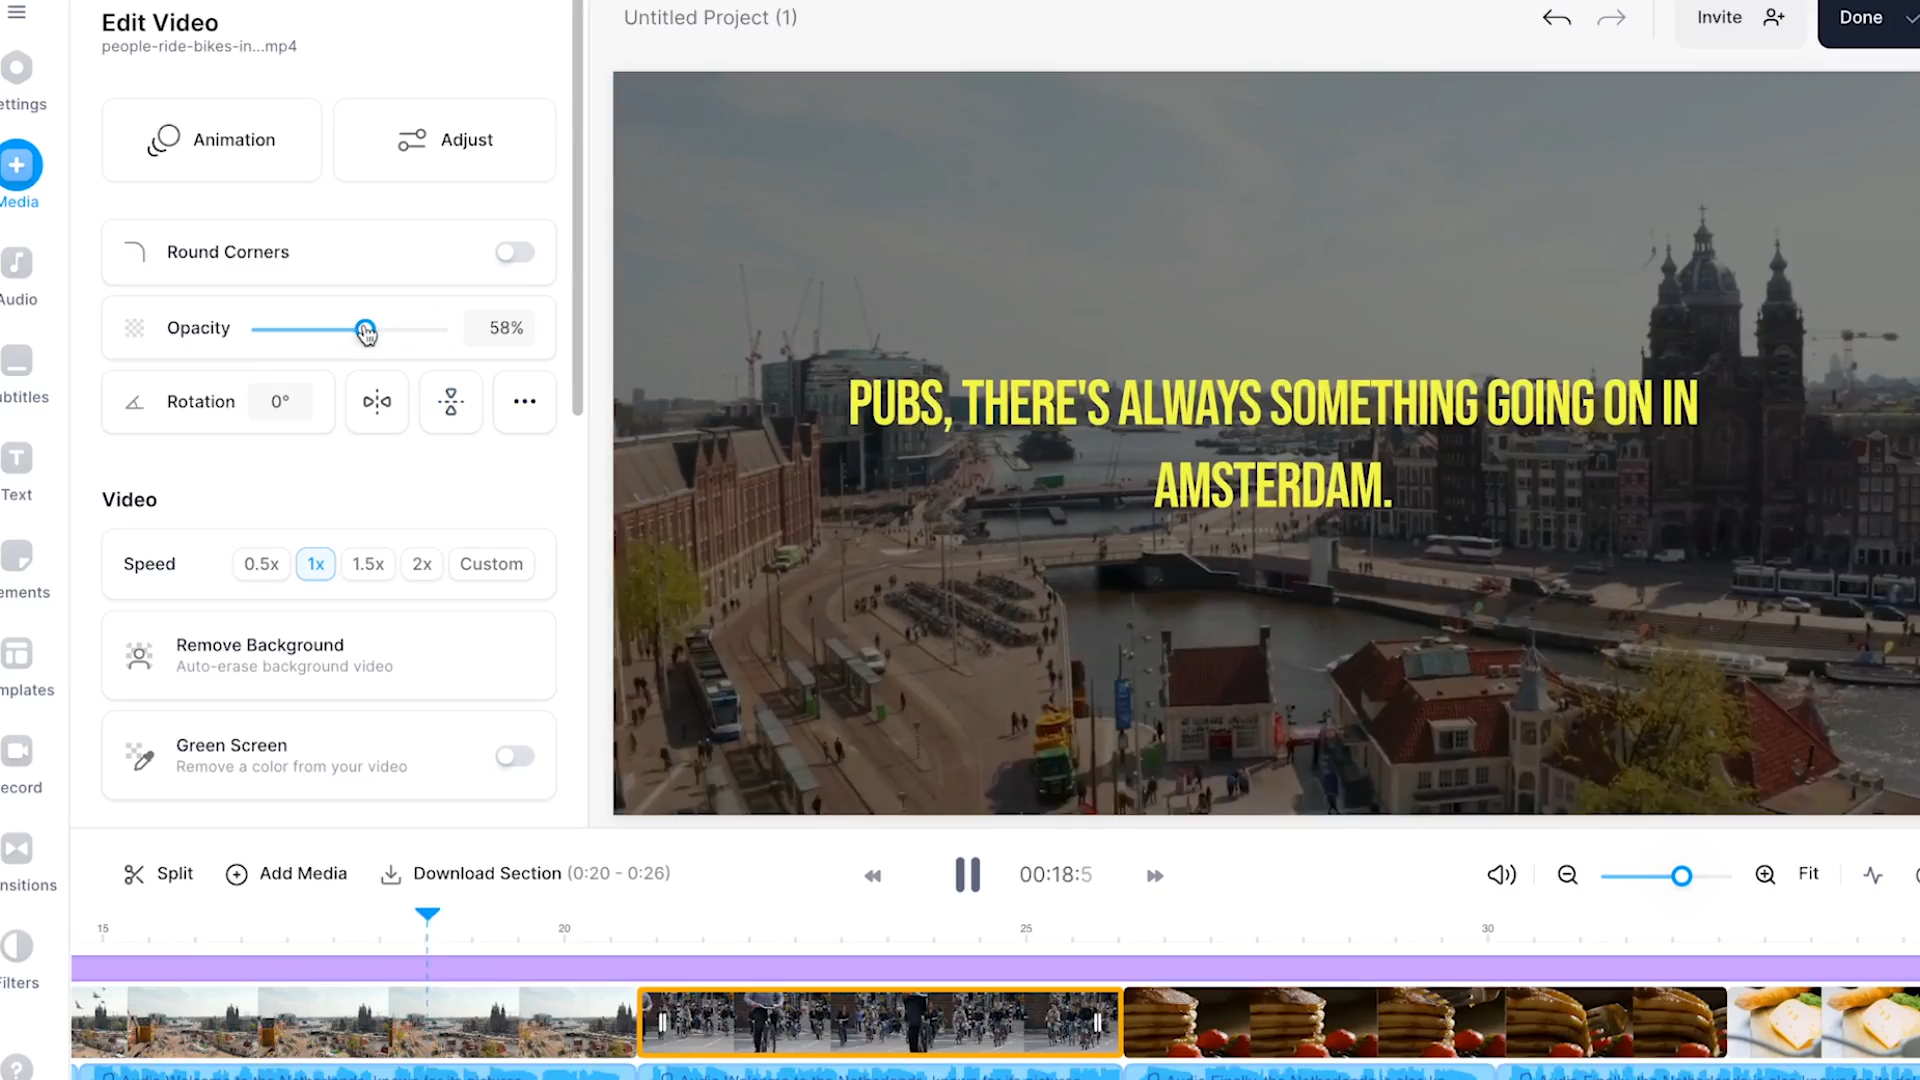 Edit Video
people-ride-bikes-in...mp4
Untitled Project (1)
Invite
Done
ettings
Media
Audio
ubtitles
Text
ements
mplates
ecord
nsitions
ilters
Animation
Adjust
Round Corners
Opacity
58%
Rotation
0°
Video
Speed
0.5x
1x
1.5x
2x
Custom
Remove Background
Auto-erase background video
Green Screen
Remove a color from your video
PUBS, THERE'S ALWAYS SOMETHING GOING ON IN
AMSTERDAM.
Split
Add Media
Download Section (0:20 - 0:26)
00:18:5
Fit
15
20
25
30